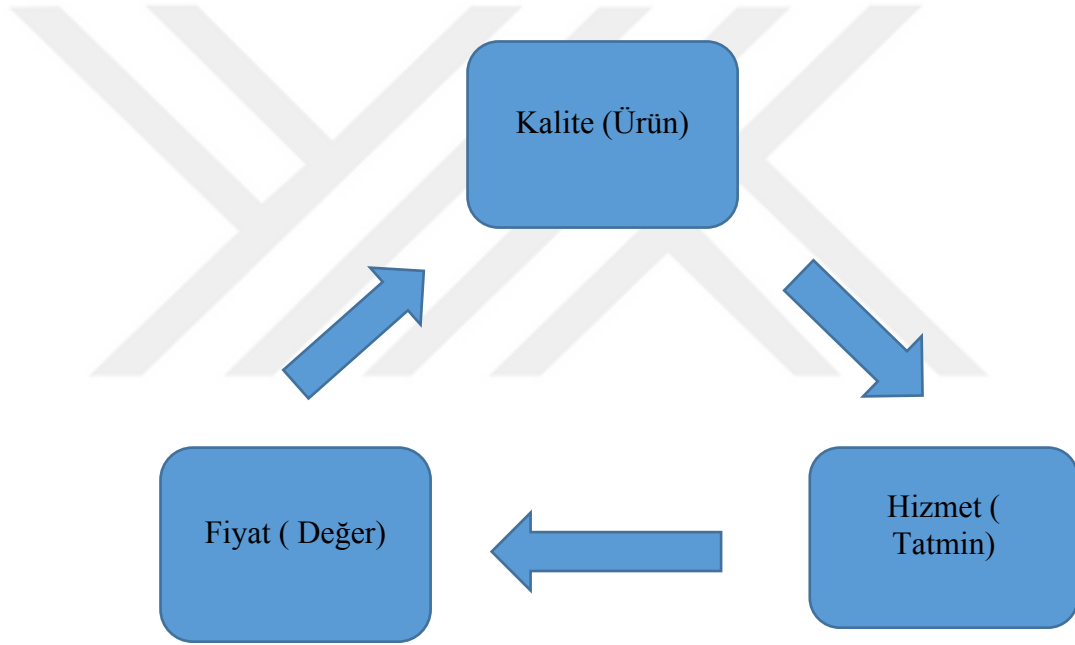 Kalite (Ürün)
Fiyat ( Değer)
Hizmet (
Tatmin)